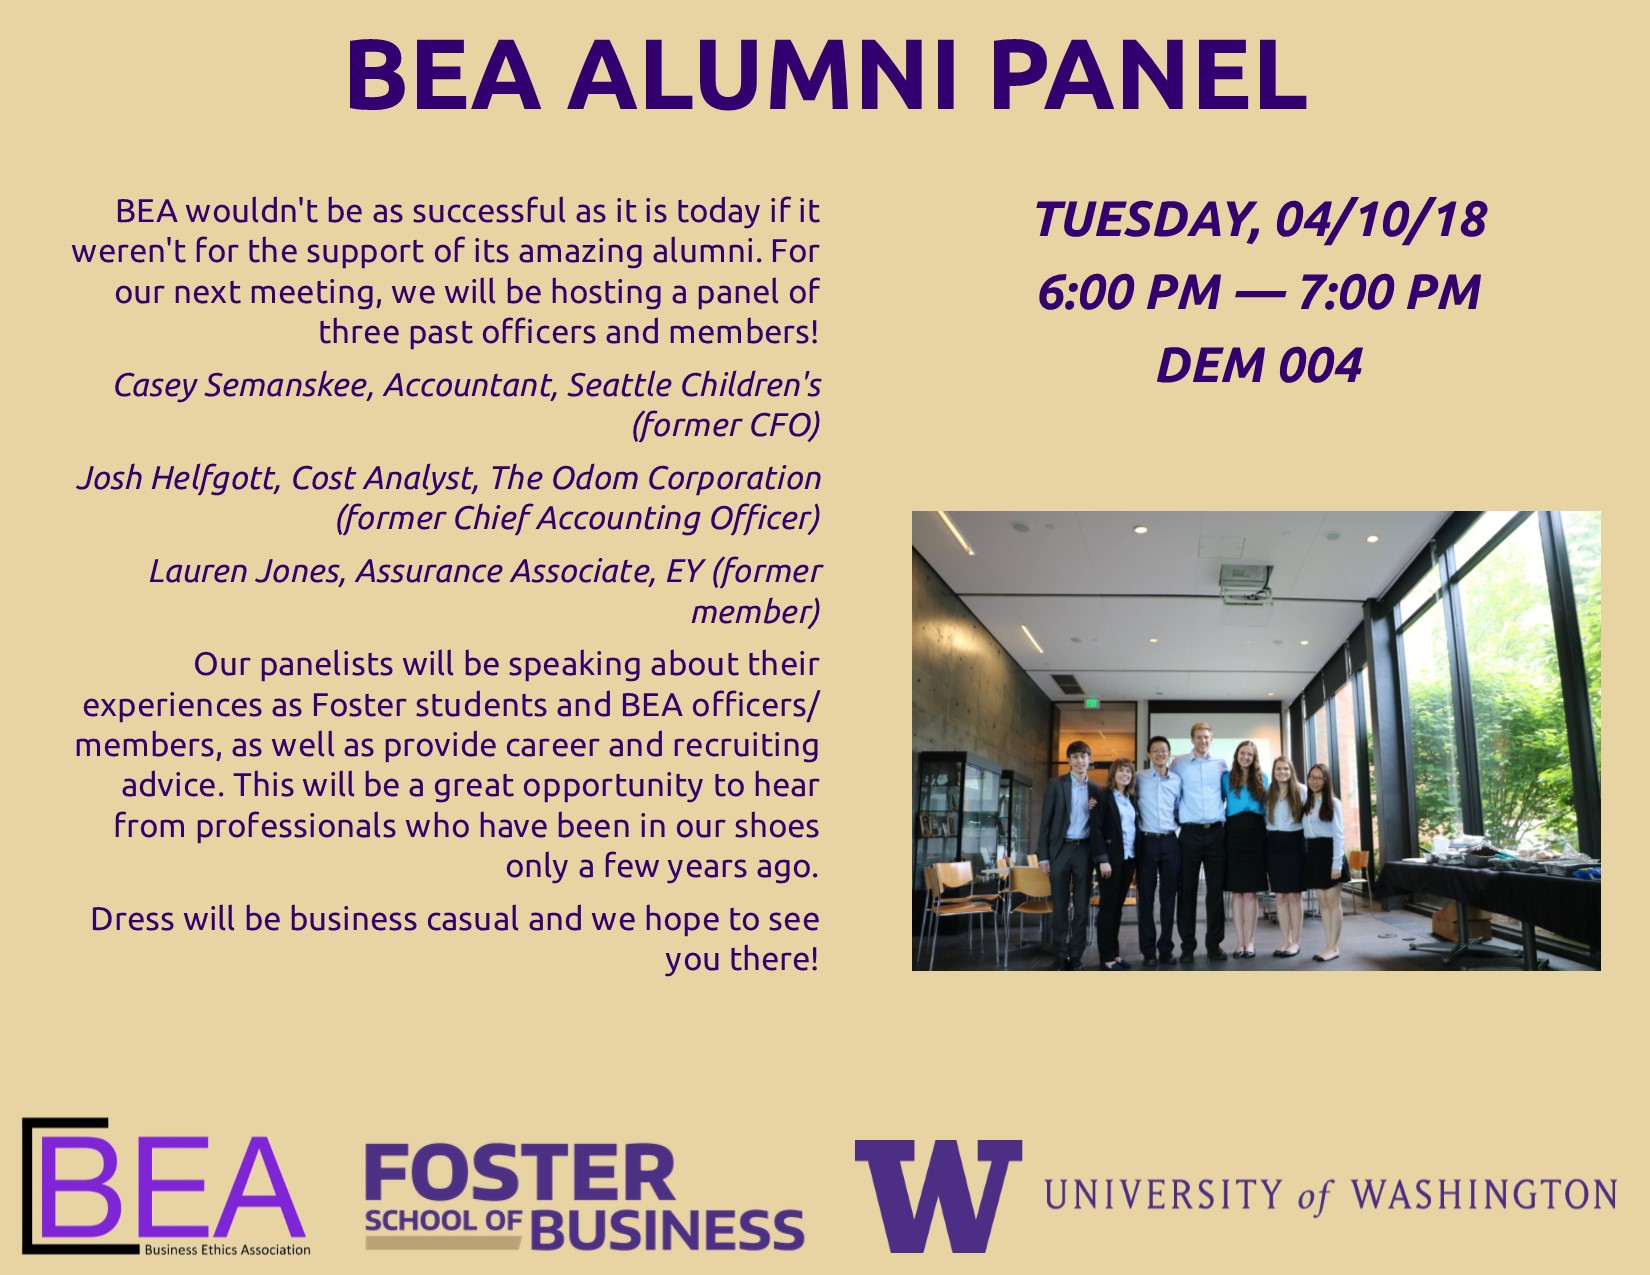 BEA ALUMNI PANEL
BEA wouldn't be as successful as it is today if it
weren't for the support of its amazing alumni. For
our next meeting, we will be hosting a panel of
three past officers and members!
Casey Semanskee, Accountant, Seattle Children's
(former CFO)
Josh Helfgott, Cost Analyst, The Odom Corporation
(former Chief Accounting Officer)
Lauren Jones, Assurance Associate, EY (former
member)
Our panelists will be speaking about their
experiences as Foster students and BEA officers/
members, as well as provide career and recruiting
advice. This will be a great opportunity to hear
from professionals who have been in our shoes
only a few years ago.
Dress will be business casual and we hope to see
you there!
TUESDAY, 04/10/18
6:00 PM — 7:00 PM
DEM 004
BEA
Business Ethics Association
FOSTER
SCHOOL OF BUSINESS
W UNIVERSITY of WASHINGTON